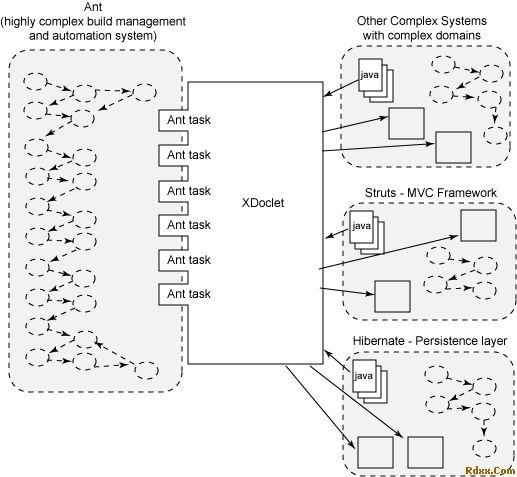 Ant
(highly complex build management
and automation system)
Other Complex Systems
with complex domains
java
Ant task
Ant task
Ant task
Ant task
Ant task
Ant task
XDoclet
Struts - MVC Framework
java
Hibernate - Persistence layer
java
Rdxx.Com